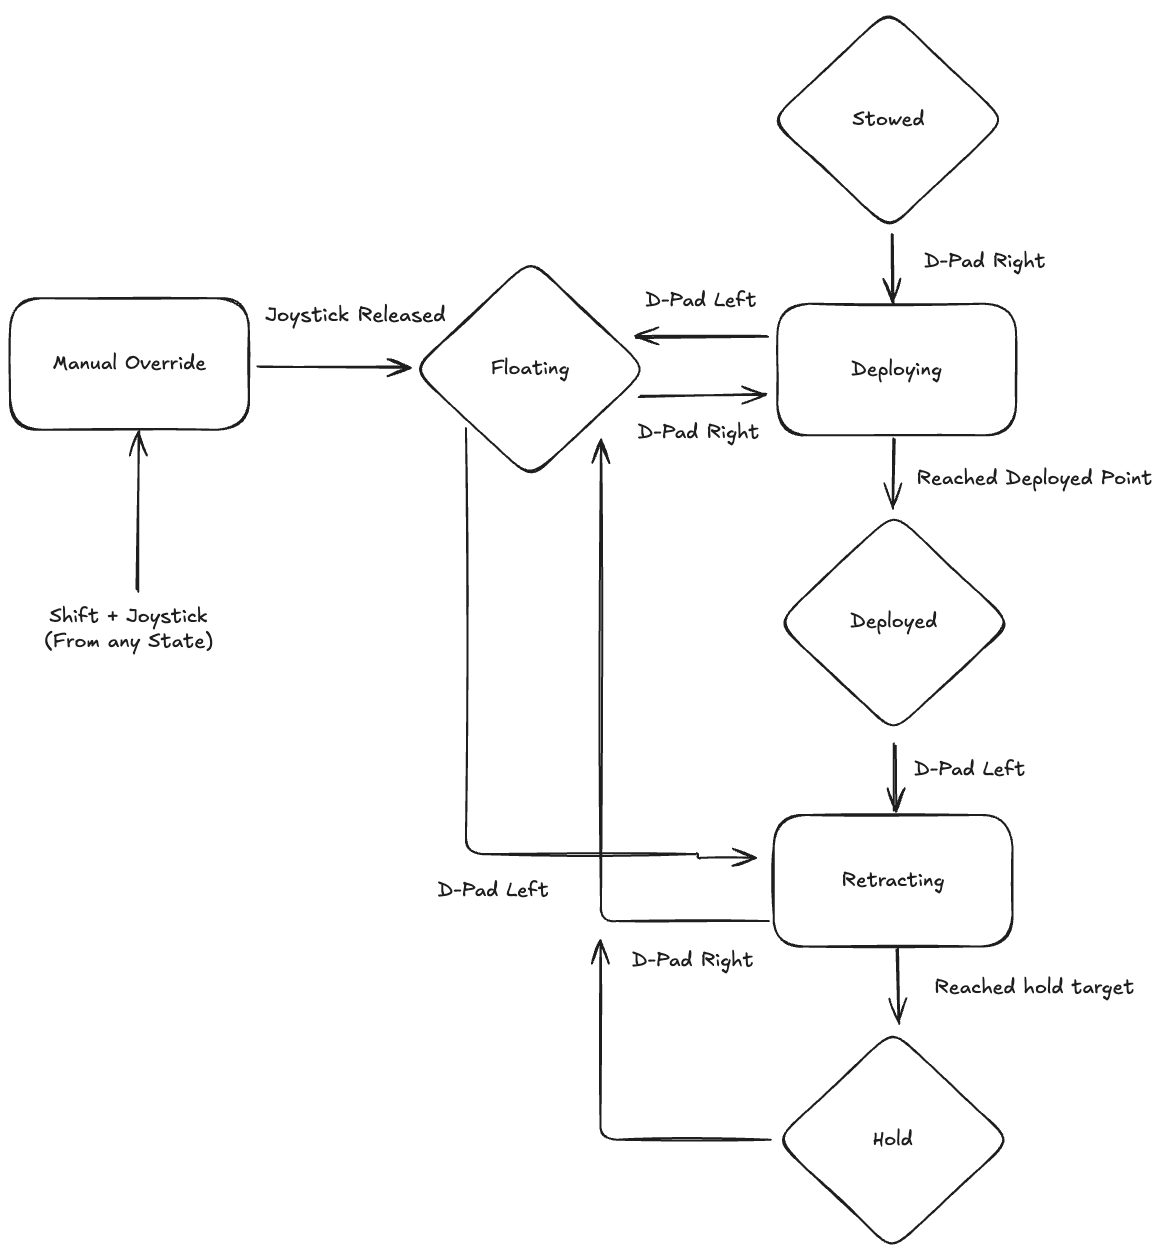 Stowed
D-Pad Right
D-Pad Left
Joystick Released
Manual Override
Floating
Deploying
D-Pad Right
Reached Deployed Point
Shift + Joystick
(From any State)
Deployed
D-Pad Left
Retracting
D-Pad Left
D-Pad Right
Reached hold target
Hold